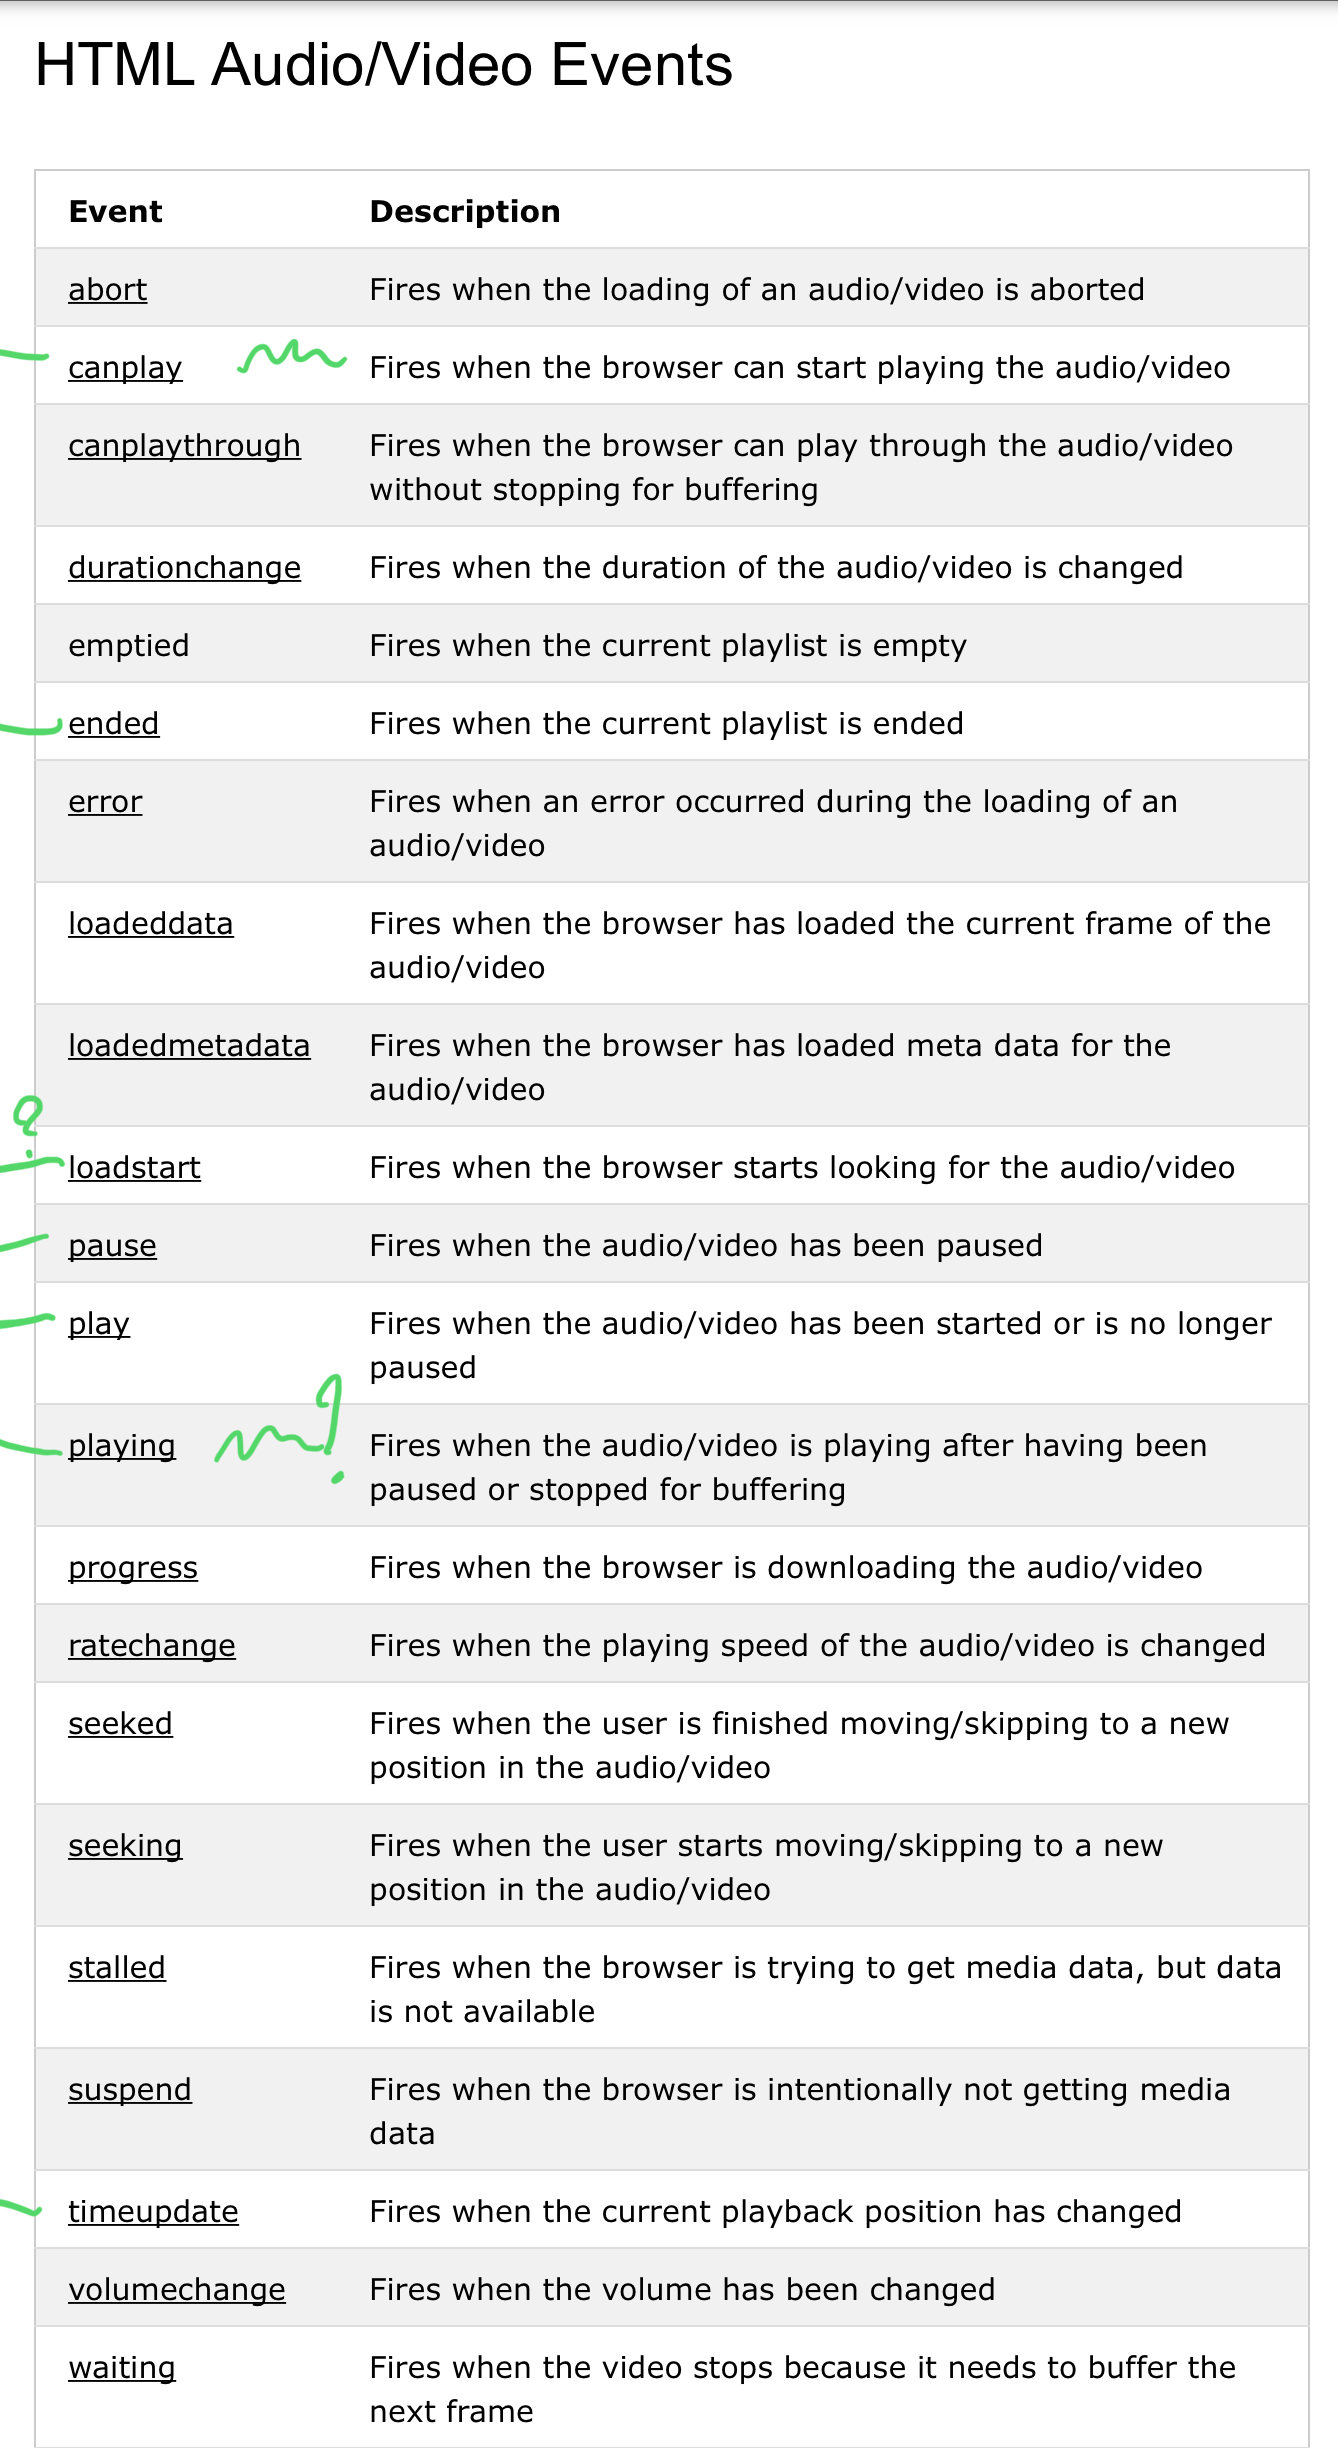 HTML Audio/Video Events
Event Description
abort Fires when the loading of an audio/video is aborted
canplay Fires when the browser can start playing the audio/video
canplaythrough Fires when the browser can play through the audio/video
without stopping for buffering
durationchange Fires when the duration of the audio/video is changed
emptied Fires when the current playlist is empty
ended Fires when the current playlist is ended
error Fires when an error occurred during the loading of an
audio/video
loadeddata Fires when the browser has loaded the current frame of the
audio/video
loadedmetadata Fires when the browser has loaded meta data for the
audio/video
?
loadstart Fires when the browser starts looking for the audio/video
pause Fires when the audio/video has been paused
play Fires when the audio/video has been started or is no longer
paused
playing Fires when the audio/video is playing after having been
paused or stopped for buffering
progress Fires when the browser is downloading the audio/video
ratechange Fires when the playing speed of the audio/video is changed
seeked Fires when the user is finished moving/skipping to a new
position in the audio/video
seeking Fires when the user starts moving/skipping to a new
position in the audio/video
stalled Fires when the browser is trying to get media data, but data
is not available
suspend Fires when the browser is intentionally not getting media
data
timeupdate Fires when the current playback position has changed
volumechange Fires when the volume has been changed
waiting Fires when the video stops because it needs to buffer the
next frame